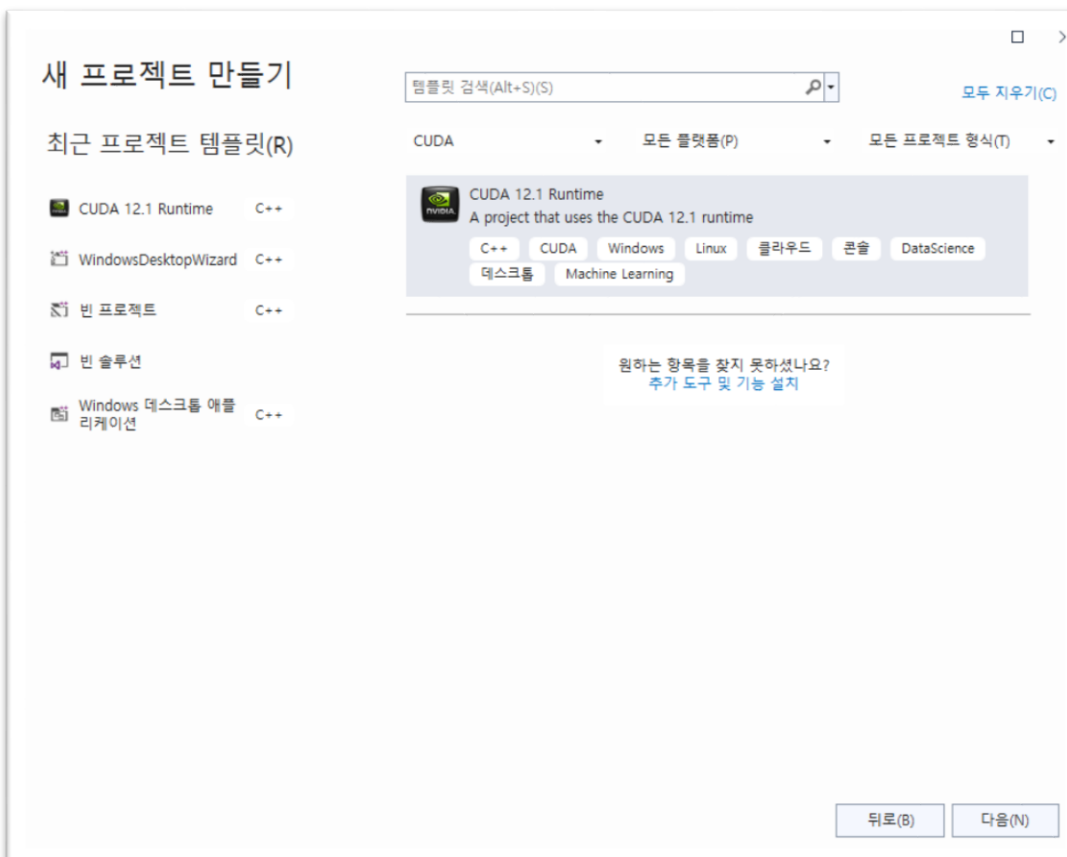 새 프로젝트 만들기
템플릿 검색(Alt+S)(S)
모두 지우기(C)
최근 프로젝트 템플릿(R)
CUDA
모든 플랫폼(P)
모든 프로젝트 형식(T)
CUDA 12.1 Runtime C++
WindowsDesktopWizard C++
빈 프로젝트 C++
빈 솔루션
Windows 데스크톱 애플
리케이션 C++
NVIDIA
CUDA 12.1 Runtime
A project that uses the CUDA 12.1 runtime
C++ CUDA Windows Linux 클라우드 콘솔 DataScience
데스크톱 Machine Learning
원하는 항목을 찾지 못하셨나요?
추가 도구 및 기능 설치
뒤로(B) 다음(N)